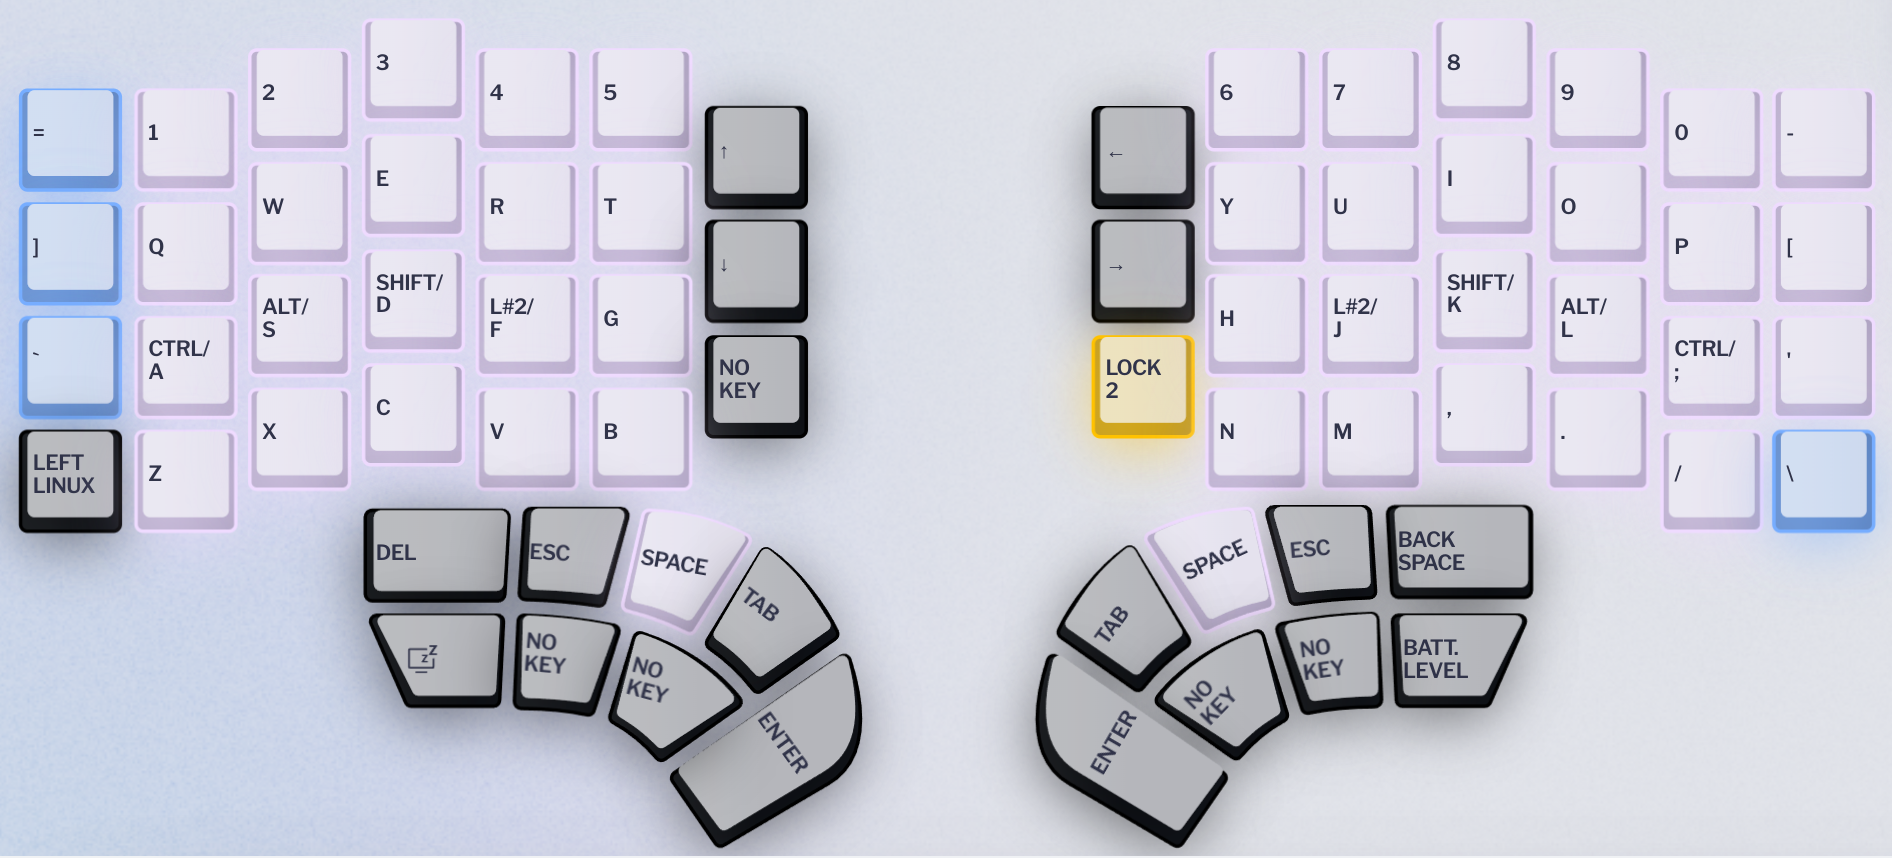 3
8
2
4
5
6
7
9
=
1
0
-
↑
←
E
I
W
R
T
Y
U
O
]
Q
P
[
↓
→
SHIFT/
D
SHIFT/
K
ALT/
S
L#2/
F
G
H
L#2/
J
ALT/
L
`
CTRL/
A
CTRL/
;
'
NO
KEY
LOCK
2
C
,
X
V
B
N
M
.
LEFT
LINUX
Z
/
\
DEL
ESC
SPACE
TAB
TAB
SPACE
ESC
BACK
SPACE
zZ
NO
KEY
NO
KEY
ENTER
ENTER
NO
KEY
NO
KEY
BATT.
LEVEL